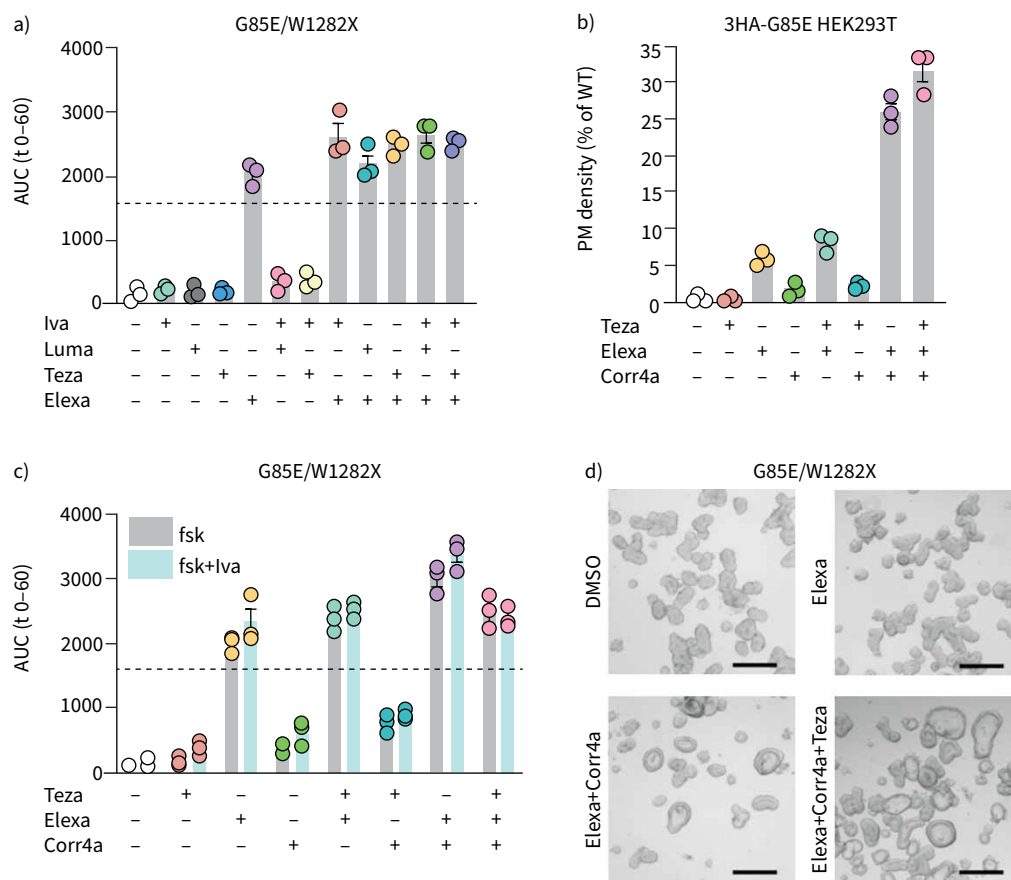 a)
G85E/W1282X
4000
3000
2000
1000
0
AUC (t 0–60)
Iva – + – – – + + + – – + +
Luma – – + – – + – – + – + –
Teza – – – + – – + – – + – +
Elexa – – – – + – – + + + + +
b)
3HA-G85E HEK293T
35
30
25
20
15
10
5
0
PM density (% of WT)
Teza – + – – + + – +
Elexa – – + – + – + +
Corr4a – – – + – + + +
c)
G85E/W1282X
4000
3000
2000
1000
0
AUC (t 0–60)
fsk
fsk+Iva
Teza – + – – + + – +
Elexa – – + – + – + +
Corr4a – – – + – + + +
d)
G85E/W1282X
DMSO
Elexa
Elexa+Corr4a
Elexa+Corr4a+Teza